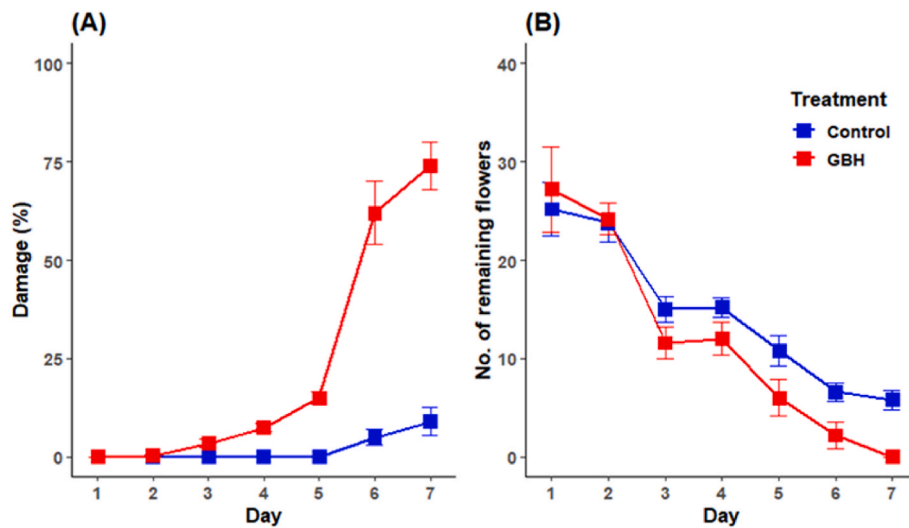 (A)
Damage (%)
100
75
50
25
0
1 2 3 4 5 6 7
Day
(B)
No. of remaining flowers
40
30
20
10
0
1 2 3 4 5 6 7
Day
Treatment
Control
GBH